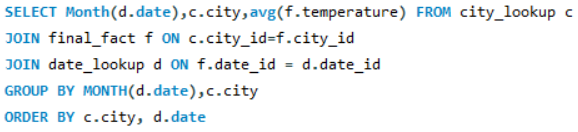 SELECT Month(d.date),c.city,avg(f.temperature) FROM city_lookup c
JOIN final_fact f ON c.city_id=f.city_id
JOIN date_lookup d ON f.date_id = d.date_id
GROUP BY MONTH(d.date),c.city
ORDER BY c.city, d.date